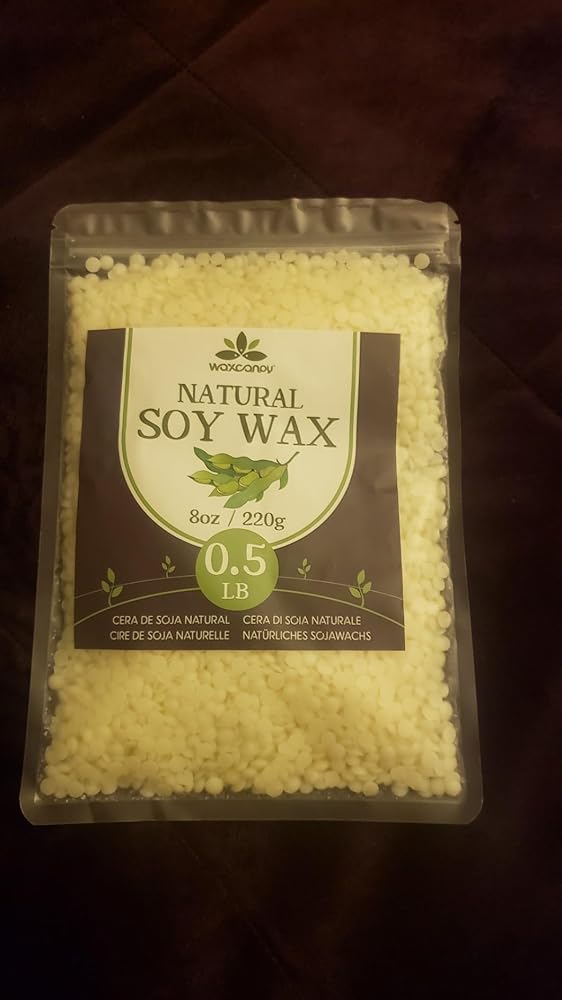 waxcandy
NATURAL
SOY WAX
8oz / 220g
0.5
LB
CERA DE SOJA NATURAL CERA DI SOIA NATURALE
CIRE DE SOJA NATURELLE NATÜRLICHES SOJAWACHS